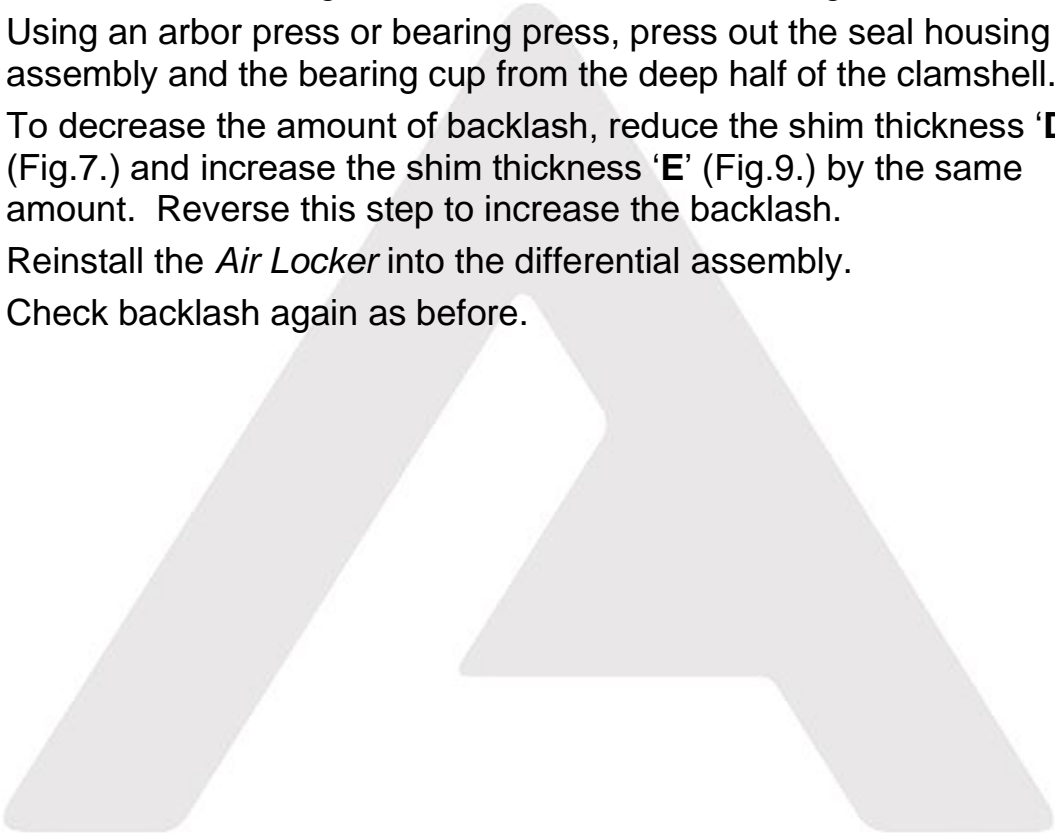 Using an arbor press or bearing press, press out the seal housing
assembly and the bearing cup from the deep half of the clamshell.
To decrease the amount of backlash, reduce the shim thickness ‘D
(Fig.7.) and increase the shim thickness ‘E’ (Fig.9.) by the same
amount.  Reverse this step to increase the backlash.
Reinstall the Air Locker into the differential assembly.
Check backlash again as before.